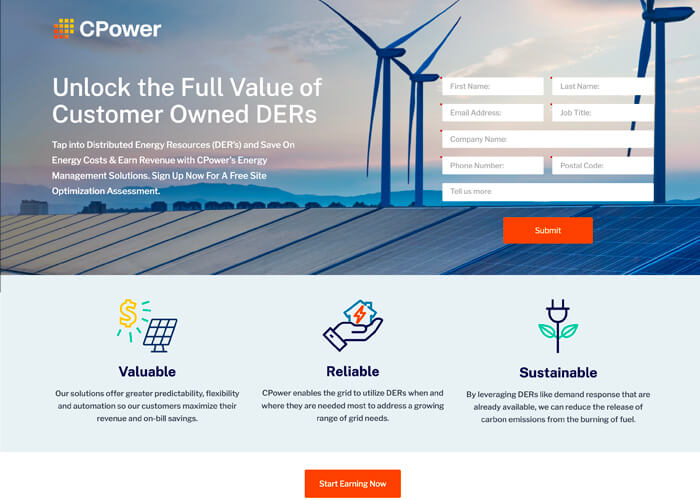 CPower
Unlock the Full Value of
Customer Owned DERs
Tap into Distributed Energy Resources (DER's) and Save On
Energy Costs & Earn Revenue with CPower's Energy
Management Solutions. Sign Up Now For A Free Site
Optimization Assessment.
First Name:
Last Name:
Email Address:
Job Title:
Company Name:
Phone Number:
Postal Code:
Tell us more
Submit
Valuable
Our solutions offer greater predictability, flexibility
and automation so our customers maximize their
revenue and on-bill savings.
Reliable
CPower enables the grid to utilize DERs when and
where they are needed most to address a growing
range of grid needs.
Sustainable
By leveraging DERs like demand response that are
already available, we can reduce the release of
carbon emissions from the burning of fuel.
Start Earning Now